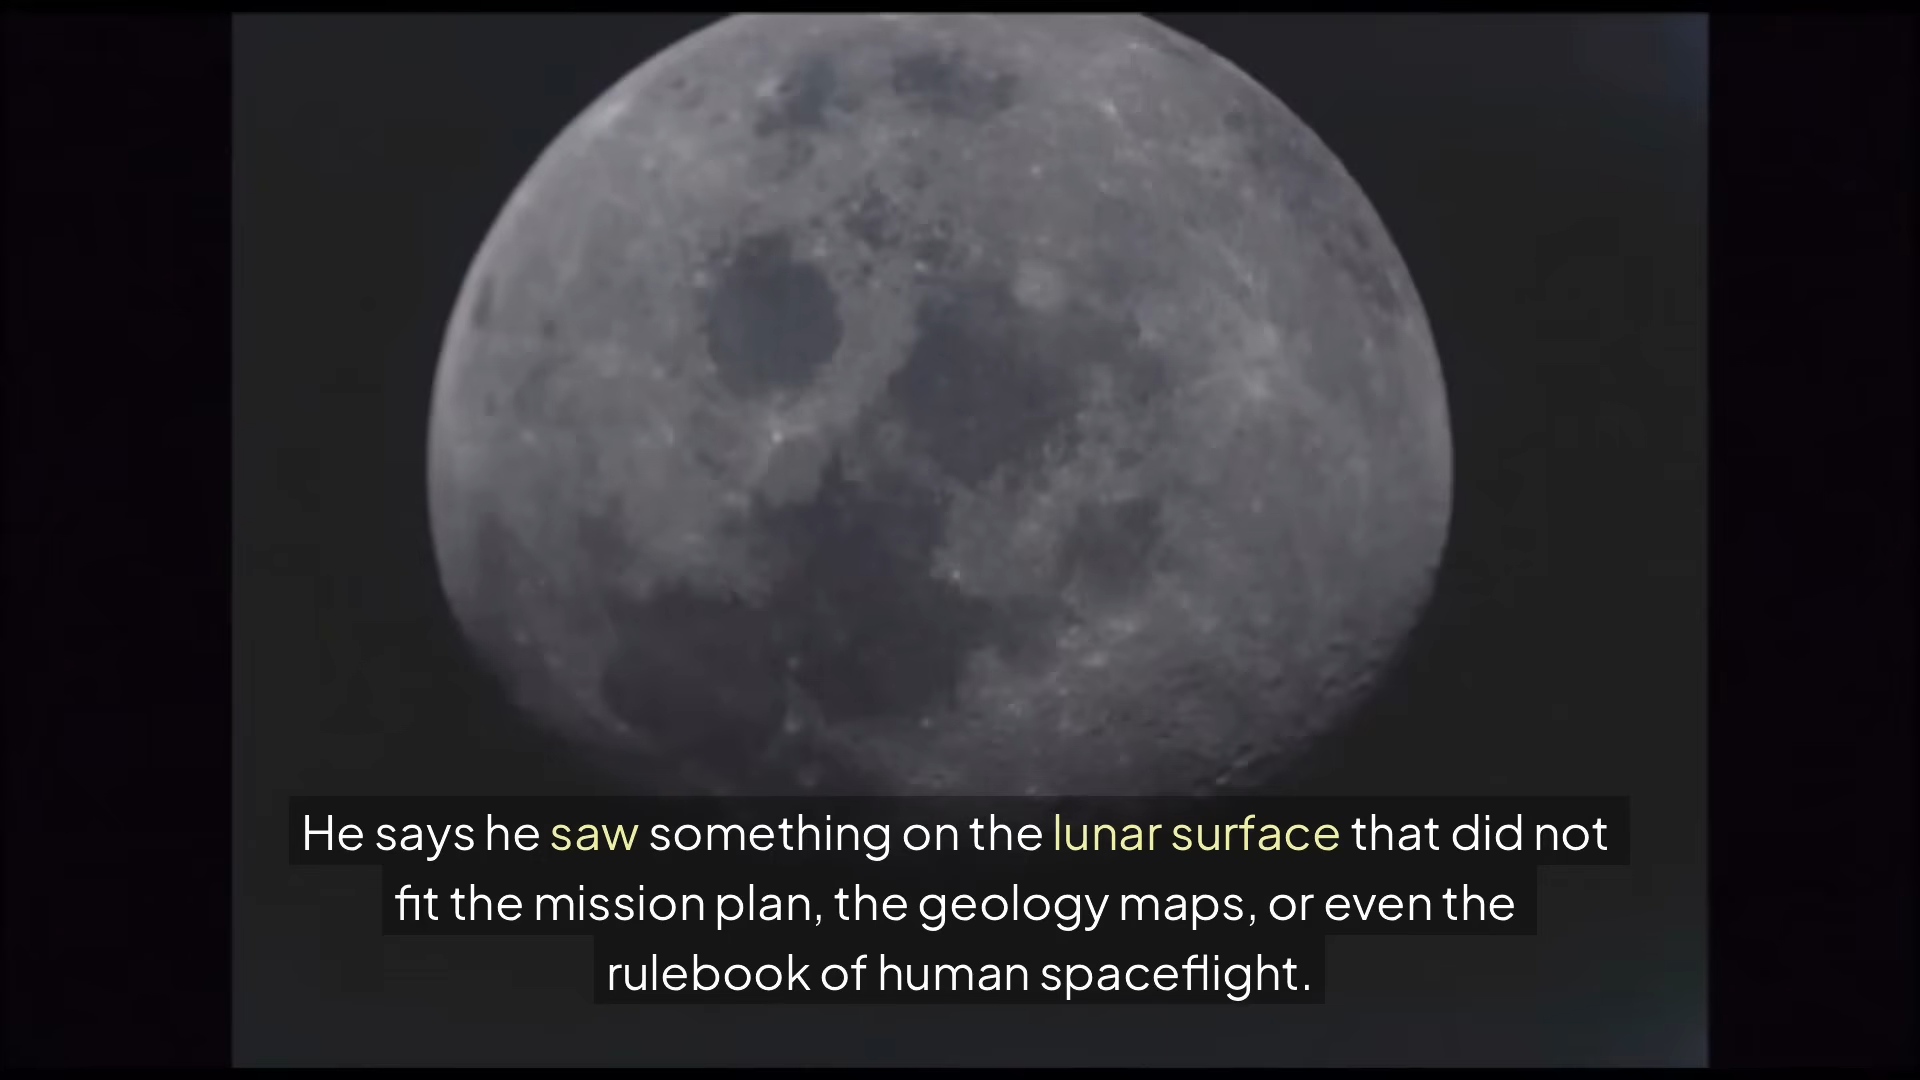 He says he saw something on the lunar surface that did not
fit the mission plan, the geology maps, or even the
rulebook of human spaceflight.